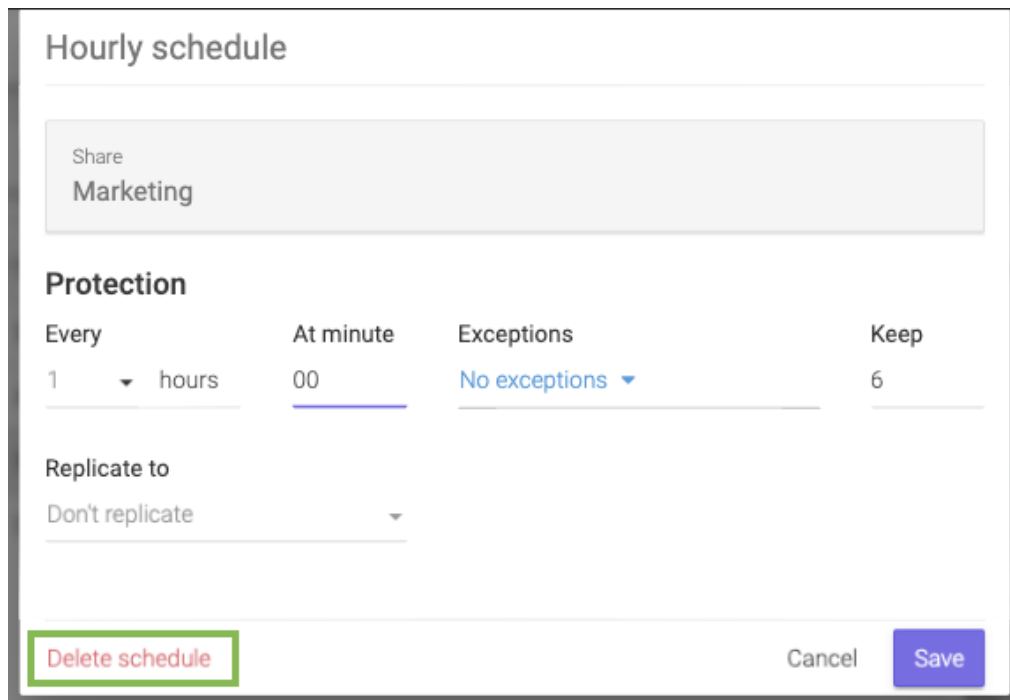 Hourly schedule
Share
Marketing
Protection
Every At minute Exceptions Keep
1 hours 00 No exceptions 6
Replicate to
Don't replicate
Delete schedule Cancel Save